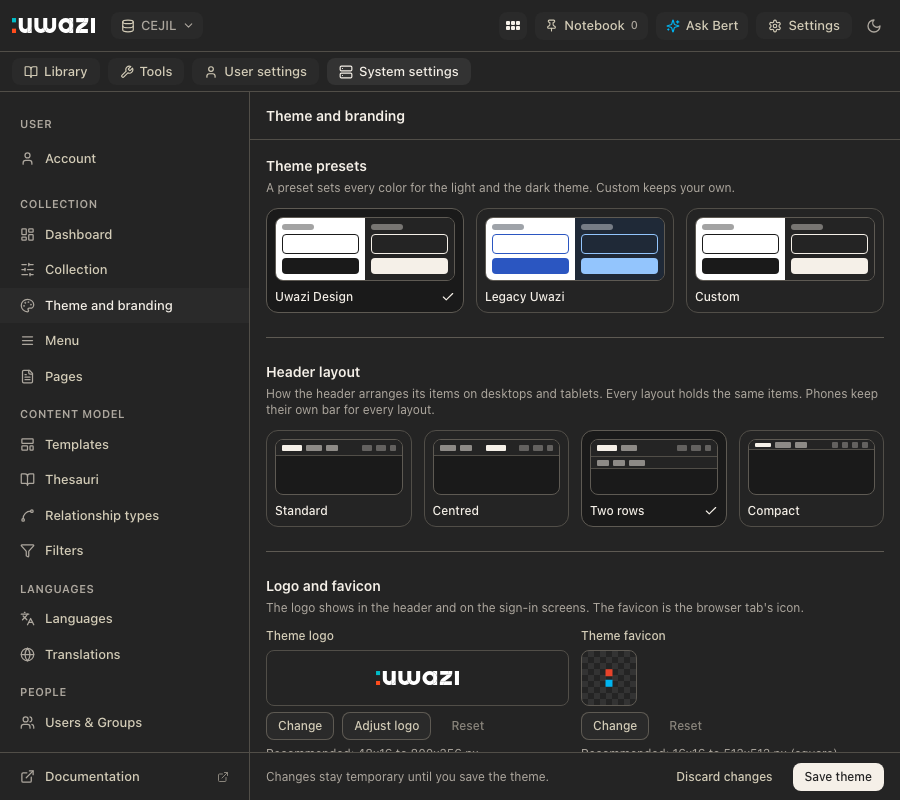 :uwazi
CEJIL
Notebook 0
Ask Bert
Settings
Library
Tools
User settings
System settings
USER
Account
COLLECTION
Dashboard
Collection
Theme and branding
Menu
Pages
CONTENT MODEL
Templates
Thesauri
Relationship types
Filters
LANGUAGES
Languages
Translations
PEOPLE
Users & Groups
Documentation
Theme and branding
Theme presets
A preset sets every color for the light and the dark theme. Custom keeps your own.
Uwazi Design
Legacy Uwazi
Custom
Header layout
How the header arranges its items on desktops and tablets. Every layout holds the same items. Phones keep
their own bar for every layout.
Standard
Centred
Two rows
Compact
Logo and favicon
The logo shows in the header and on the sign-in screens. The favicon is the browser tab's icon.
Theme logo
Theme favicon
:uwazi
Change
Adjust logo
Reset
Change
Reset
Changes stay temporary until you save the theme.
Discard changes
Save theme